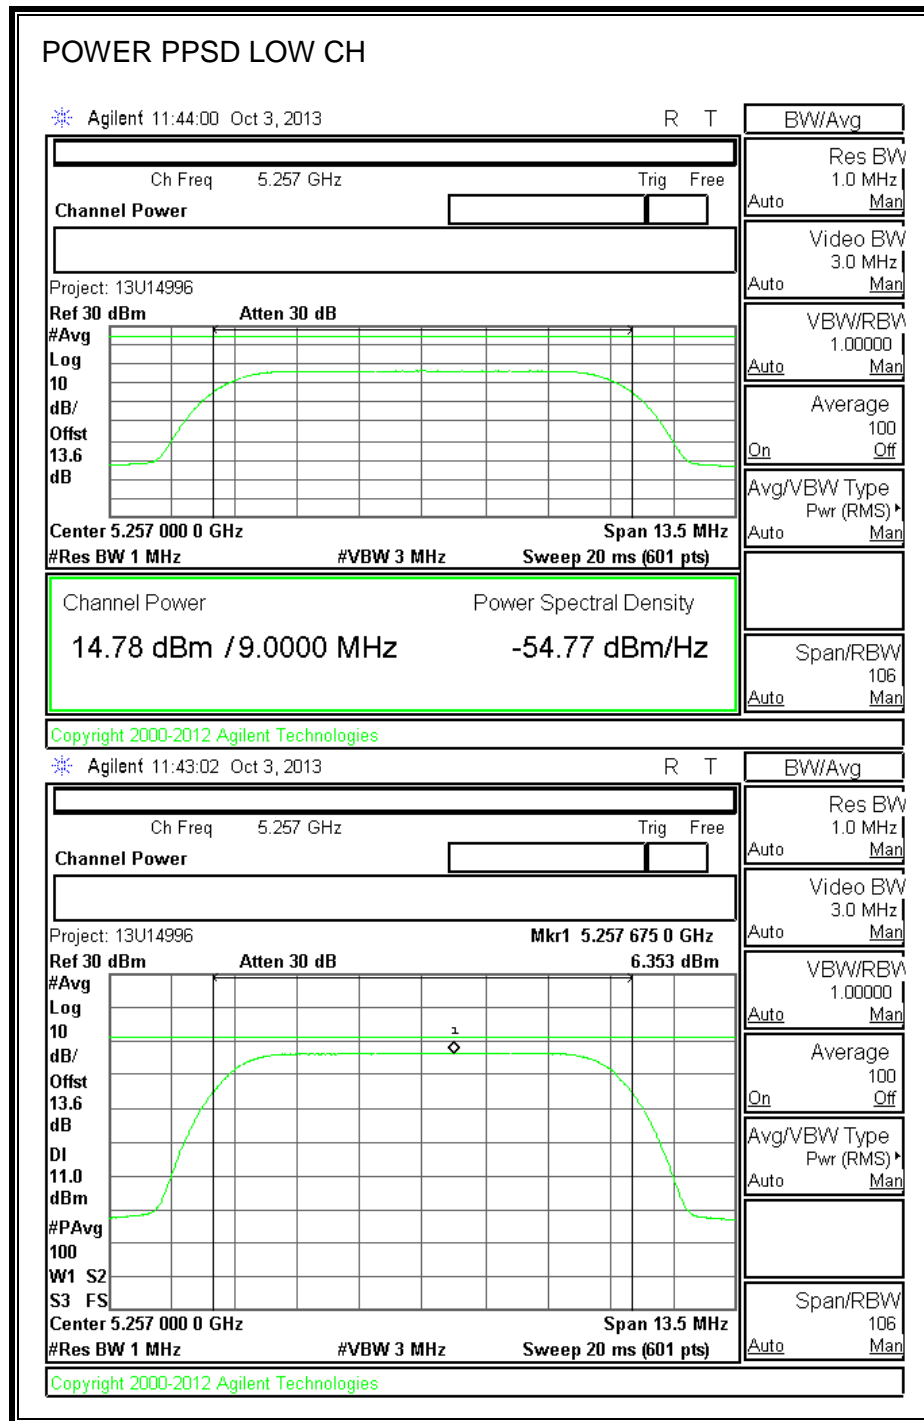 POWER PPSD LOW CH
Agilent 11:44:00 Oct 3, 2013 R T
BW/Avg
Ch Freq 5.257 GHz Trig Free
Channel Power
Res BW
1.0 MHz
Auto Man
Video BW
3.0 MHz
Auto Man
Project: 13U14996
Ref 30 dBm Atten 30 dB
#Avg
Log
10
dB/
Offst
13.6
dB
VBW/RBW
1.00000
Auto Man
Average
100
On Off
Avg/VBW Type
Pwr (RMS)
Auto Man
Center 5.257 000 0 GHz Span 13.5 MHz
#Res BW 1 MHz #VBW 3 MHz Sweep 20 ms (601 pts)
Channel Power Power Spectral Density
14.78 dBm / 9.0000 MHz -54.77 dBm/Hz
Span/RBW
106
Auto Man
Copyright 2000-2012 Agilent Technologies
Agilent 11:43:02 Oct 3, 2013 R T
BW/Avg
Ch Freq 5.257 GHz Trig Free
Channel Power
Res BW
1.0 MHz
Auto Man
Video BW
3.0 MHz
Auto Man
Project: 13U14996 Mkr1 5.257 675 0 GHz
Ref 30 dBm Atten 30 dB 6.353 dBm
#Avg
Log
10
dB/
Offst
13.6
dB
DI
11.0
dBm
#PAvg
100
W1 S2
S3 FS
1
VBW/RBW
1.00000
Auto Man
Average
100
On Off
Avg/VBW Type
Pwr (RMS)
Auto Man
Center 5.257 000 0 GHz Span 13.5 MHz
#Res BW 1 MHz #VBW 3 MHz Sweep 20 ms (601 pts)
Span/RBW
106
Auto Man
Copyright 2000-2012 Agilent Technologies